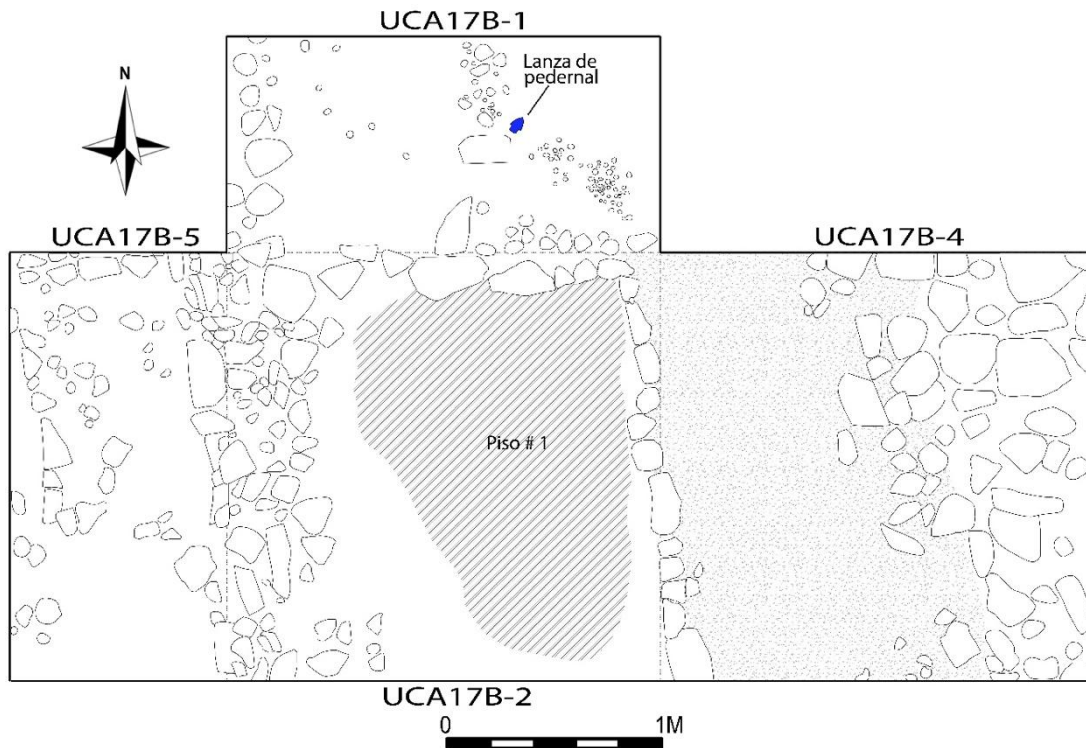 UCA17B-1
Lanza de
pedernal
N
UCA17B-5
UCA17B-4
Piso # 1
UCA17B-2
0
1M